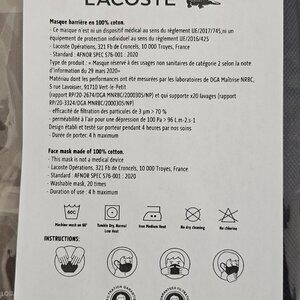 LACOSTE
Masque barrière en 100% coton.
- Ce masque n'est ni un dispositif médical au sens du règlement UE/2017/745, ni un
équipement de protection individuel au sens du règlement UE/2016/425
- Lacoste Opérations, 321 Fb de Croncels, 10 000 Troyes, France
- Standard : AFNOR SPEC S76-001 : 2020
Type de produit : « Masque réservé à des usages non sanitaires de catégorie 2 selon la note
d'information du 29 mars 2020»
Matériau dont les performances ont été mesurées par les laboratoires de DGA Maîtrise NRBC,
5 rue Lavoisier, 91710 Vert-le-Petit
(rapport RP/20-2674/DGA MNRBC/2000305/NP) et qui supporte x20 lavages (rapport
RP/20-3324/DGA MNRBC/2000305/NP)
- efficacité de filtration des particules de 3 µm > 70 %
- perméabilité à l'air pour une dépression de 100 Pa > 96 L.m-2.s-1
Design établi et testé sur porteur pendant 4 heures par nos soins
- Durée de porter: 4 h maximum
Face mask made of 100% cotton.
- This mask is not a medical device
- Lacoste Opérations, 321 Fb de Croncels, 10 000 Troyes, France
- Standard : AFNOR SPEC S76-001 : 2020
- Washable mask, 20 times
- Duration of use : 4 h maximum
60C
Machine wash on 60° Tumble Dry, Normal Low Heat Iron Medium Heat No dry cleaning No chlorine
INSTRUCTIONS: